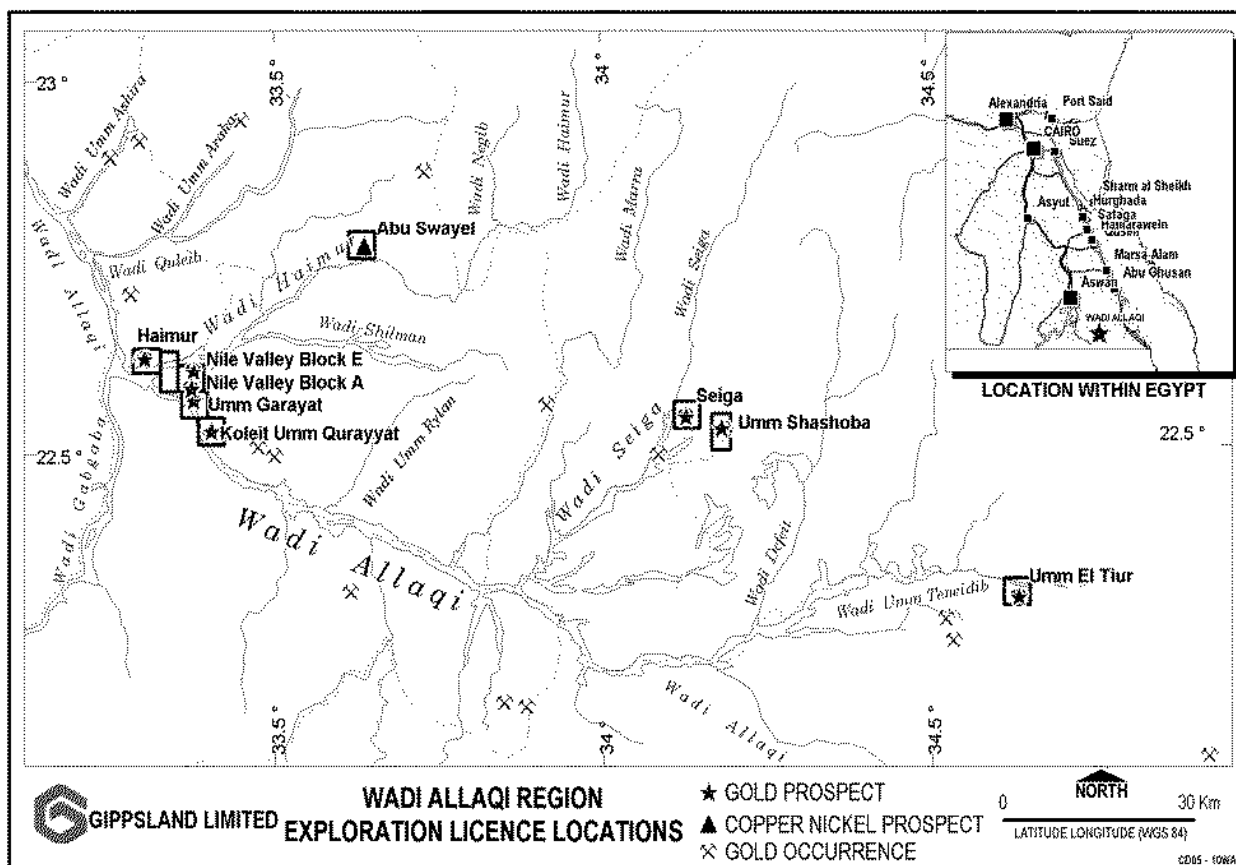 23 °
33.5 °
34 °
34.5 °
Wadi Umm Ashira
Wadi Umm Araka
Wadi Negib
Wadi Haimur
Wadi Marra
Wadi Seiga
Wadi Allaqi
Wadi Quleib
Wadi Haimur
Abu Swayel
Wadi Shilman
Haimur
Nile Valley Block E
Nile Valley Block A
Umm Garayat
Koleit Umm Qurayyat
Seiga
Umm Shashoba
22.5 °
22.5 °
Wadi Gabgaba
Wadi Umm Rylan
Wadi Seiga
Wadi Defeit
Wadi Allaqi
Umm El Tiur
Wadi Umm Teneidib
Wadi Allaqi
33.5 °
34 °
34.5 °
Alexandria
Port Said
CAIRO
Suez
Sharm al Sheikh
Hurghada
Asyut
Safaga
Hamarawein
Marsa Alam
Abu Ghusan
Aswan
WADI ALLAQI
LOCATION WITHIN EGYPT
GIPPSLAND LIMITED
WADI ALLAQI REGION
EXPLORATION LICENCE LOCATIONS
GOLD PROSPECT
COPPER NICKEL PROSPECT
GOLD OCCURRENCE
NORTH
0 30 Km
LATITUDE LONGITUDE (WGS 84)